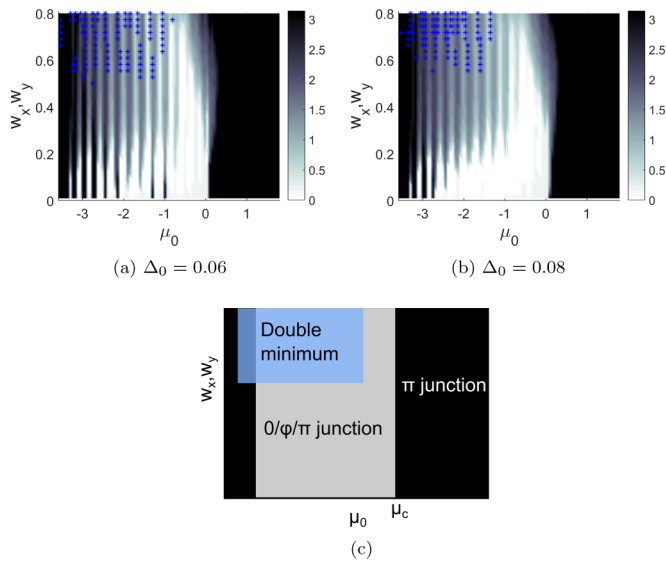 0.8
0.6
0.4
0.2
0
w_x,w_y
-3 -2 -1 0 1
μ_0
3
2.5
2
1.5
1
0.5
0
(a) Δ_0 = 0.06
0.8
0.6
0.4
0.2
0
w_x,w_y
-3 -2 -1 0 1
μ_0
3
2.5
2
1.5
1
0.5
0
(b) Δ_0 = 0.08
w_x,w_y
Double
minimum
π junction
0/φ/π junction
μ_0 μ_c
(c)